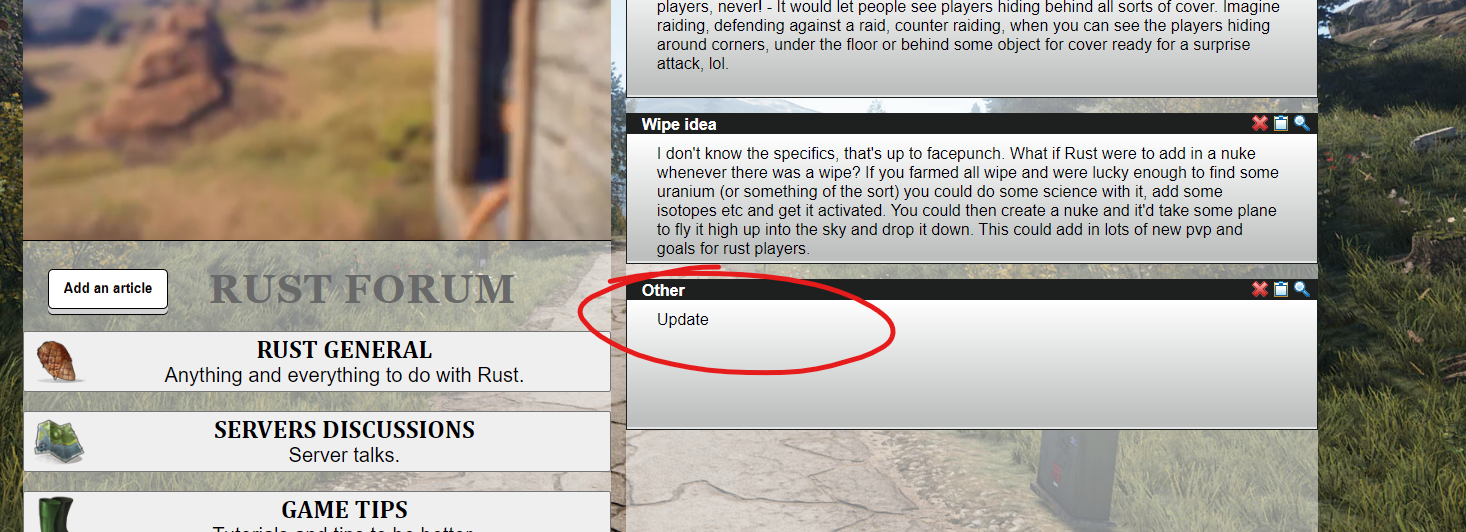 players, never! - It would let people see players hiding behind all sorts of cover. Imagine
raiding, defending against a raid, counter raiding, when you can see the players hiding
around corners, under the floor or behind some object for cover ready for a surprise
attack, lol.
Wipe idea
I don't know the specifics, that's up to facepunch. What if Rust were to add in a nuke
whenever there was a wipe? If you farmed all wipe and were lucky enough to find some
uranium (or something of the sort) you could do some science with it, add some
isotopes etc and get it activated. You could then create a nuke and it'd take some plane
to fly it high up into the sky and drop it down. This could add in lots of new pvp and
goals for rust players.
Other
Update
Add an article
RUST FORUM
RUST GENERAL
Anything and everything to do with Rust.
SERVERS DISCUSSIONS
Server talks.
GAME TIPS
Tutorials and tips to be better.